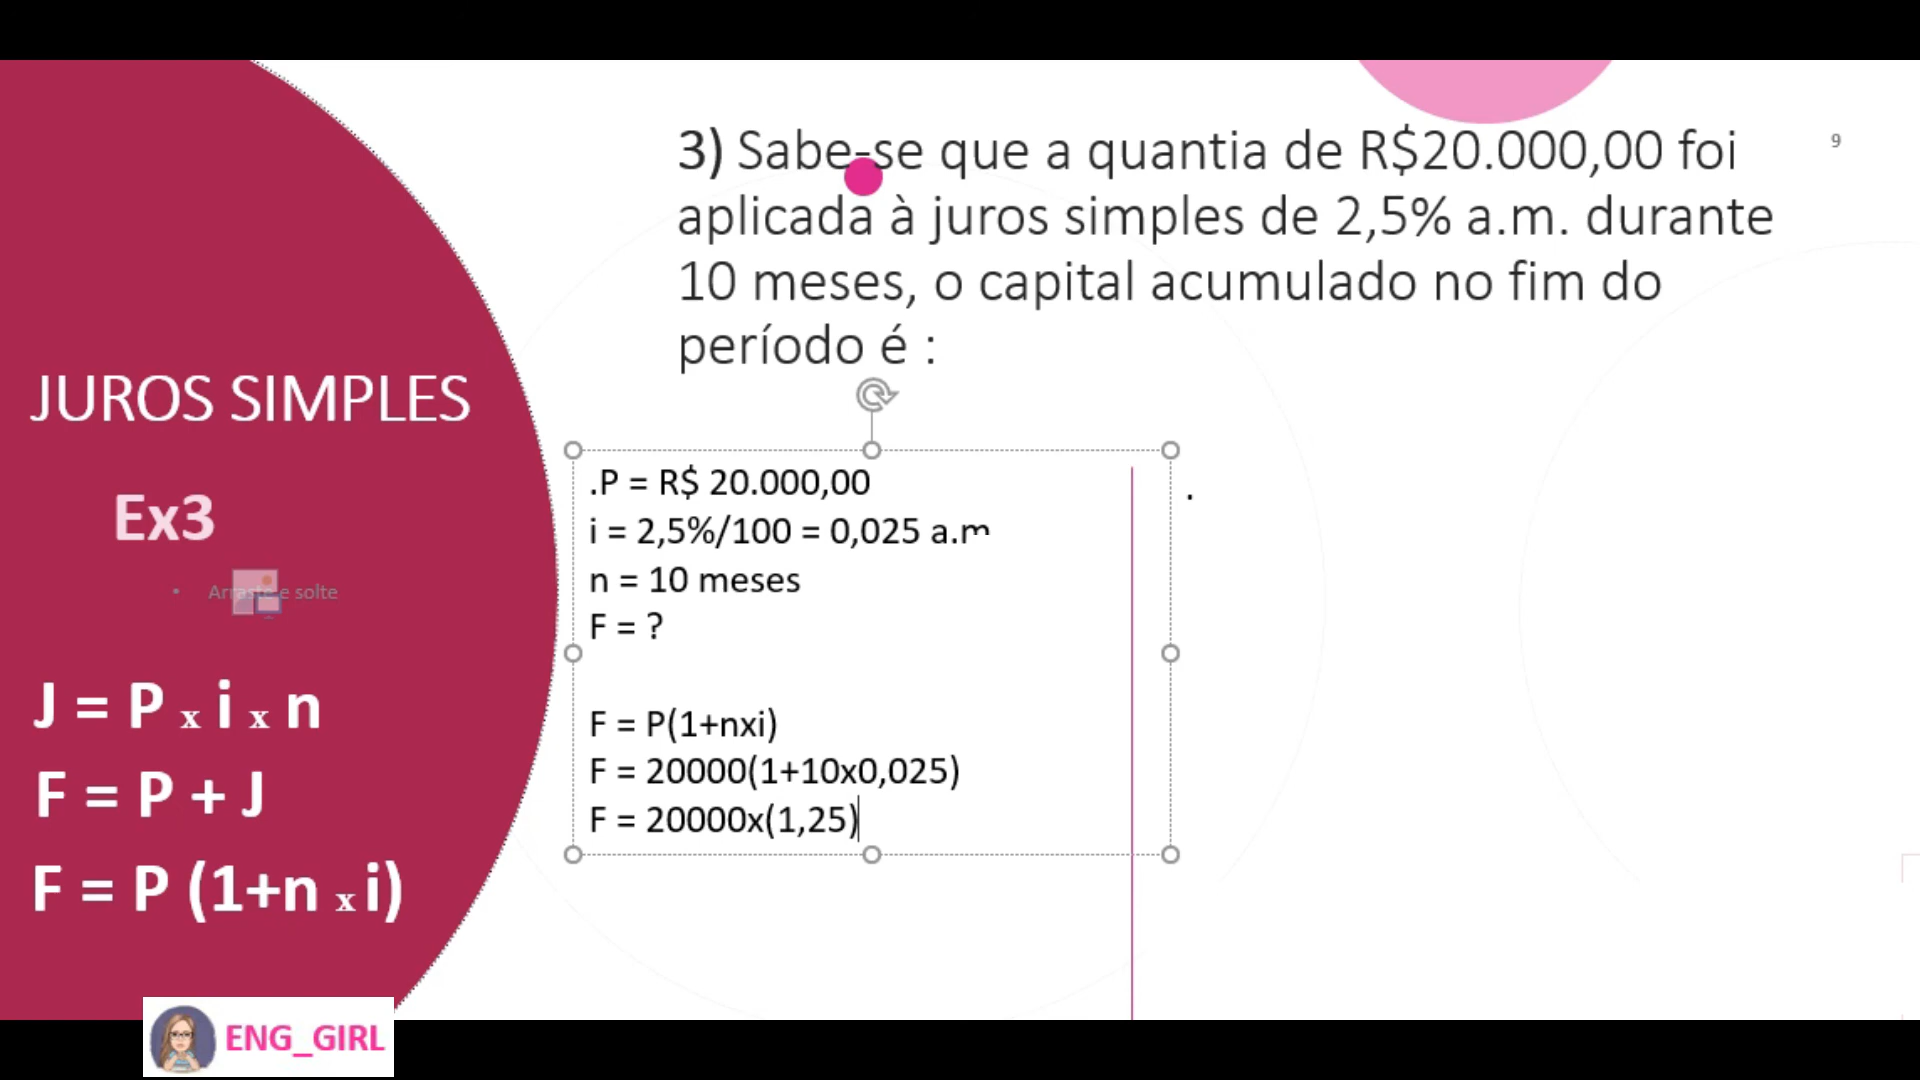 3) Sabe-se que a quantia de R$20.000,00 foi
aplicada à juros simples de 2,5% a.m. durante
10 meses, o capital acumulado no fim do
período é :
9
JUROS SIMPLES
Ex3
• Arraste e solte
J = P x i x n
F = P + J
F = P (1+n x i)
.P = R$ 20.000,00
i = 2,5%/100 = 0,025 a.m
n = 10 meses
F = ?
F = P(1+nxi)
F = 20000(1+10x0,025)
F = 20000x(1,25)
.
ENG_GIRL